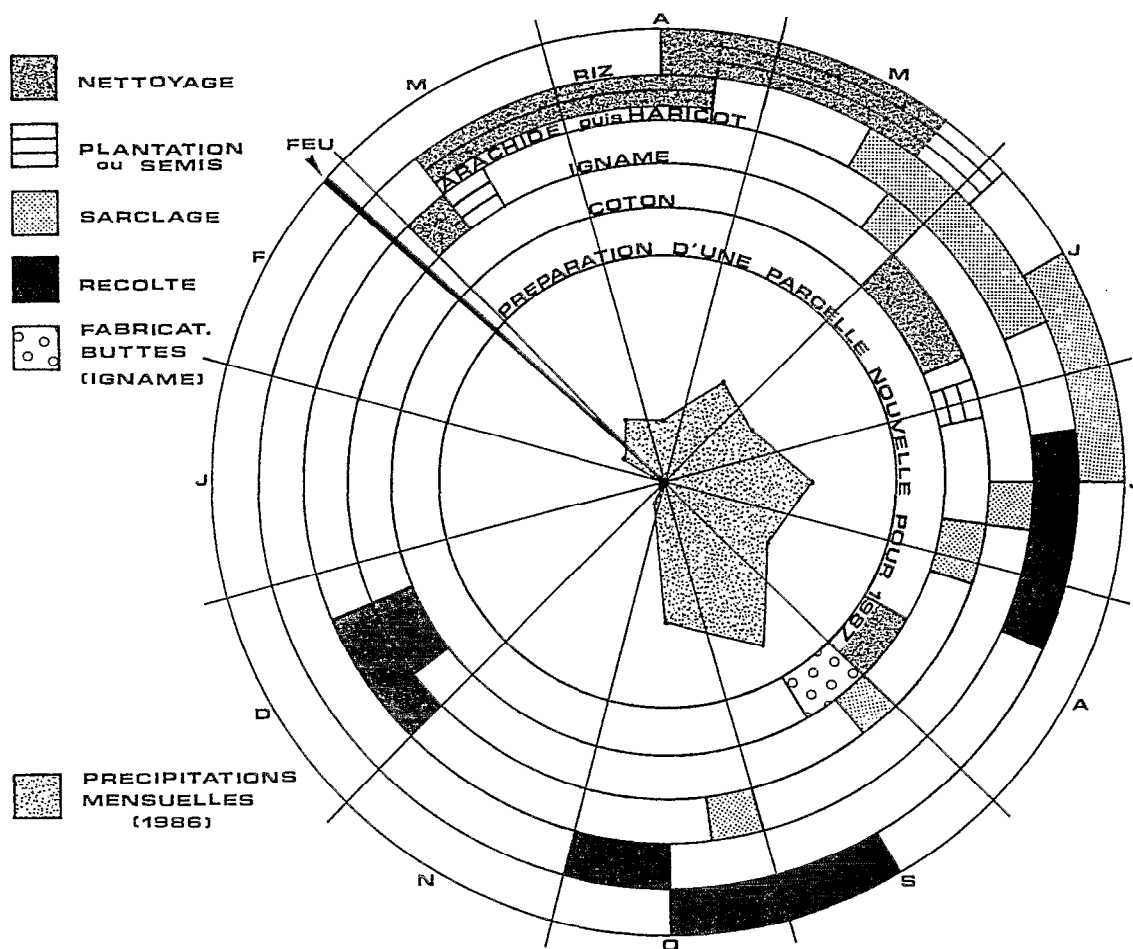 NETTOYAGE
PLANTATION
ou SEMIS
SARCLAGE
RECOLTE
FABRICAT.
BUTTES
(IGNAME)
PRECIPITATIONS
MENSUELLES
(1986)
FEU
A
M
J
J
A
S
O
N
D
J
F
M
RIZ
ARACHIDE puis HARICOT
IGNAME
COTON
PREPARATION D'UNE PARCELLE NOUVELLE POUR 1987